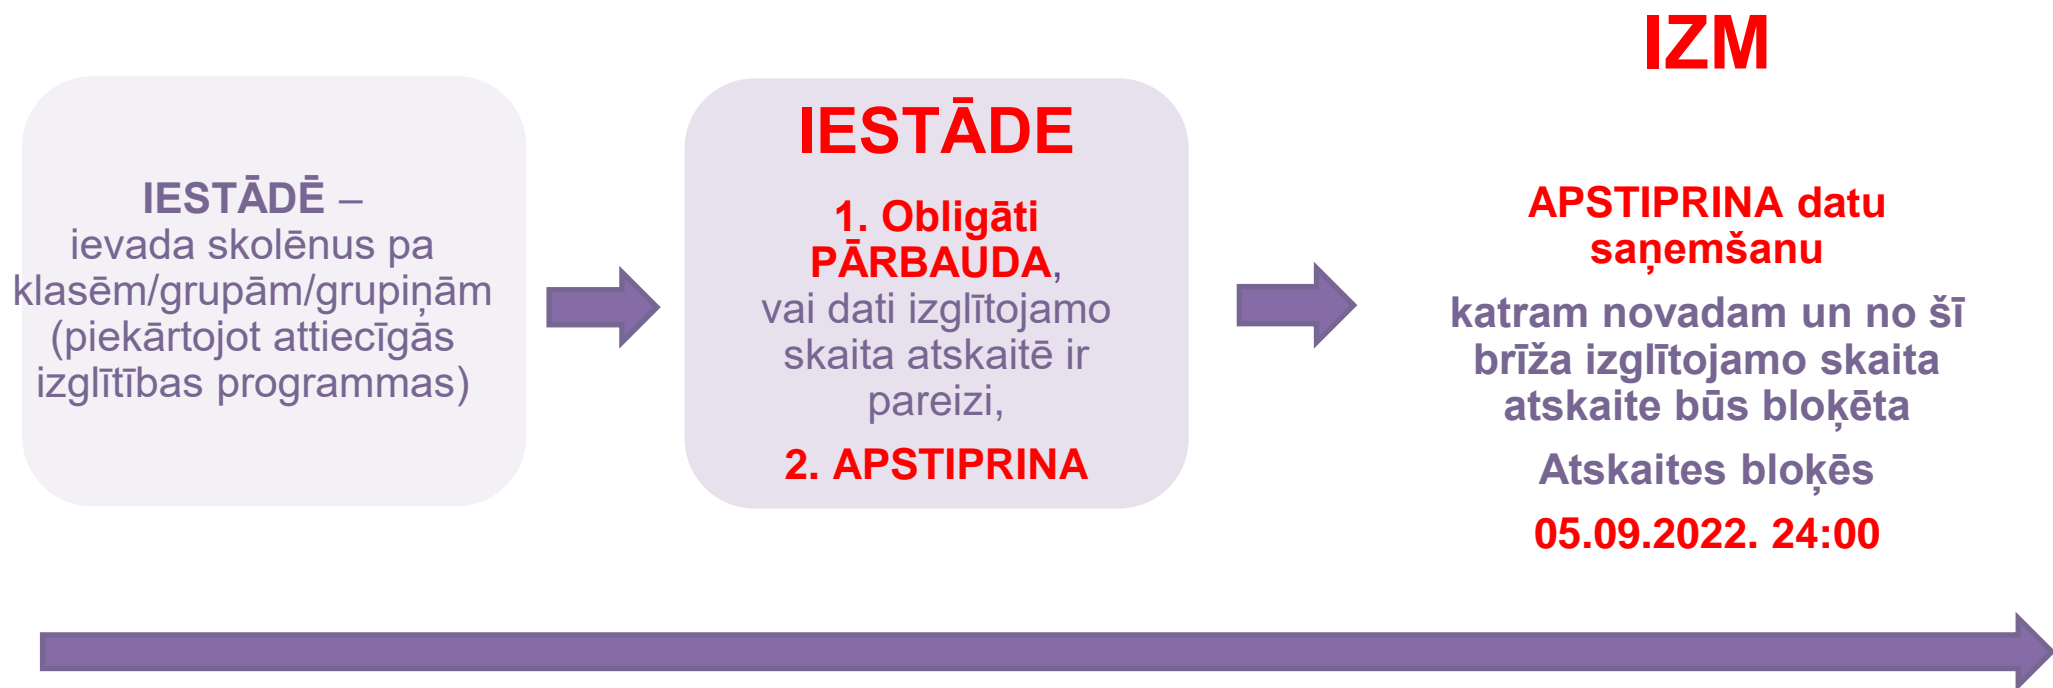 IESTĀDĒ –
ievada skolēnus pa
klasēm/grupām/grupiņām
(piekārtojot attiecīgās
izglītības programmas)
IESTĀDE
1. Obligāti
PĀRBAUDA,
vai dati izglītojamo
skaita atskaitē ir
pareizi,
2. APSTIPRINA
IZM
APSTIPRINA datu
saņemšanu
katram novadam un no šī
brīža izglītojamo skaita
atskaite būs bloķēta
Atskaites bloķēs
05.09.2022. 24:00